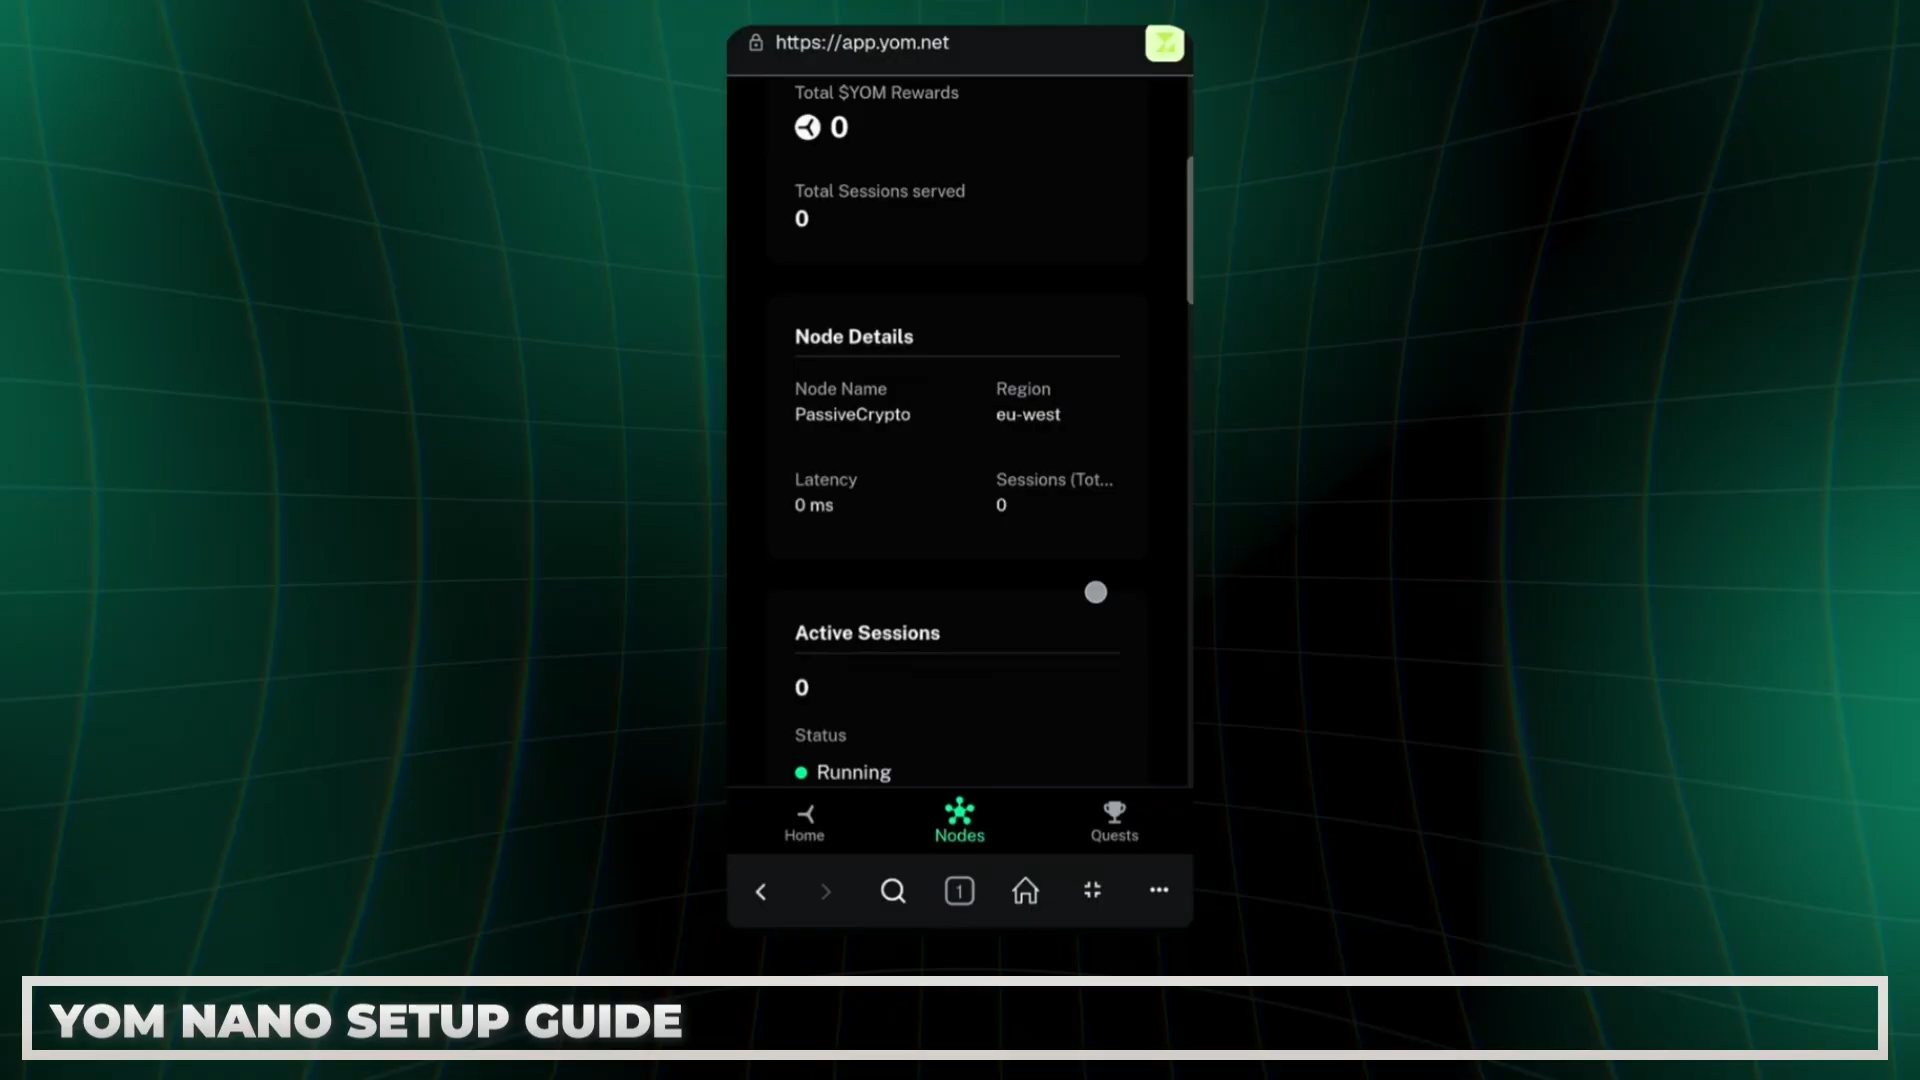 https://app.yom.net
Total $YOM Rewards
0
Total Sessions served
0
Node Details
Node Name
Region
PassiveCrypto
eu-west
Latency
Sessions (Tot...
0 ms
0
Active Sessions
0
Status
Running
Home
Nodes
Quests
1
YOM NANO SETUP GUIDE